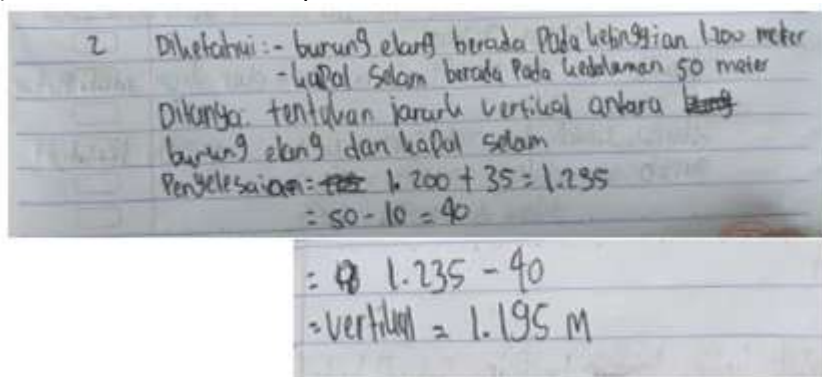 2 Diketahui: - burung elang berada Pada ketinggian 1.200 meter
- kapal selam berada Pada kedalaman 50 meter
Ditanya: tentukan jarak vertikal antara
burung elang dan kapal selam
Penyelesaian = 1.200 + 35 = 1.235
= 50 - 10 = 40
= 1.235 - 40
= vertikal = 1.195 M